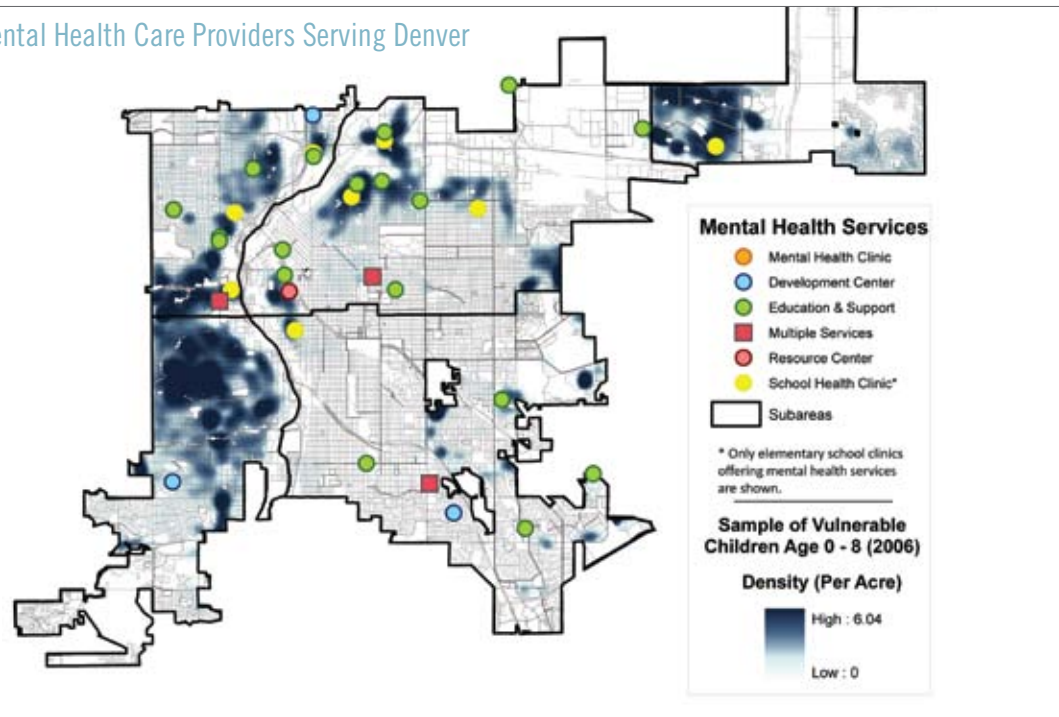 ental Health Care Providers Serving Denver
Mental Health Services
Mental Health Clinic
Development Center
Education & Support
Multiple Services
Resource Center
School Health Clinic*
Subareas
* Only elementary school clinics
offering mental health services
are shown.
Sample of Vulnerable
Children Age 0 - 8 (2006)
Density (Per Acre)
High : 6.04
Low : 0